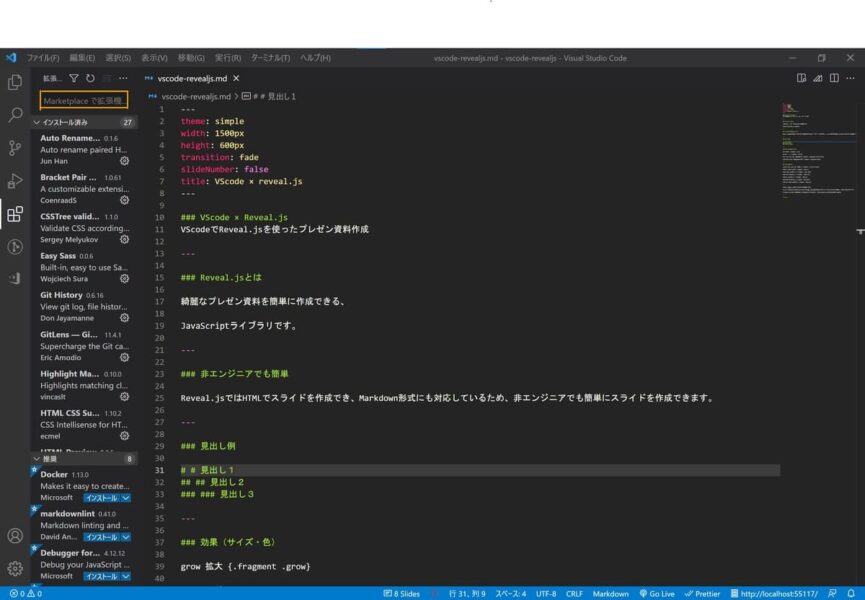 ファイル(F) 編集(E) 選択(S) 表示(V) 移動(G) 実行(R) ターミナル(T) ヘルプ(H) vscode-revealjs.md - vscode-revealjs - Visual Studio Code
拡張...
Marketplace で拡張機...
インストール済み 27
Auto Rename... 0.1.6
Auto rename paired H...
Jun Han
Bracket Pair ... 1.0.61
A customizable extensi...
CoenraadS
CSSTree valid... 1.1.0
Validate CSS according...
Sergey Melyukov
Easy Sass 0.0.6
Built-in, easy to use Sa...
Wojciech Sura
Git History 0.6.16
View git log, file histor...
Don Jayamanne
GitLens — Gi... 11.4.1
Supercharge the Git ca...
Eric Amodio
Highlight Ma... 0.10.0
Highlights matching cl...
vincaslt
HTML CSS Su... 1.10.2
CSS Intellisense for HT...
ecmel
推奨 8
Docker 1.13.0
Makes it easy to create...
Microsoft インストール
markdownlint 0.41.0
Markdown linting and ...
David An... インストール
Debugger for... 4.12.12
Debug your JavaScript ...
Microsoft インストール
vscode-revealjs.md
vscode-revealjs.md > # # 見出し1
1 ---
2 theme: simple
3 width: 1500px
4 height: 600px
5 transition: fade
6 slideNumber: false
7 title: VScode × reveal.js
8 ---
9
10 ### VScode × Reveal.js
11 VScodeでReveal.jsを使ったプレゼン資料作成
12
13 ---
14
15 ### Reveal.jsとは
16
17 綺麗なプレゼン資料を簡単に作成できる、
18
19 JavaScriptライブラリです。
20
21 ---
22
23 ### 非エンジニアでも簡単
24
25 Reveal.jsではHTMLでスライドを作成でき、Markdown形式にも対応しているため、非エンジニアでも簡単にスライドを作成できます。
26
27 ---
28
29 ### 見出し例
30
31 # # 見出し１
32 ## ## 見出し２
33 ### ### 見出し３
34
35 ---
36
37 ### 効果（サイズ・色）
38
39 grow 拡大 {.fragment .grow}
40
0 0 8 Slides 行 31、列 9 スペース: 4 UTF-8 CRLF Markdown Go Live Prettier http://localhost:55117/